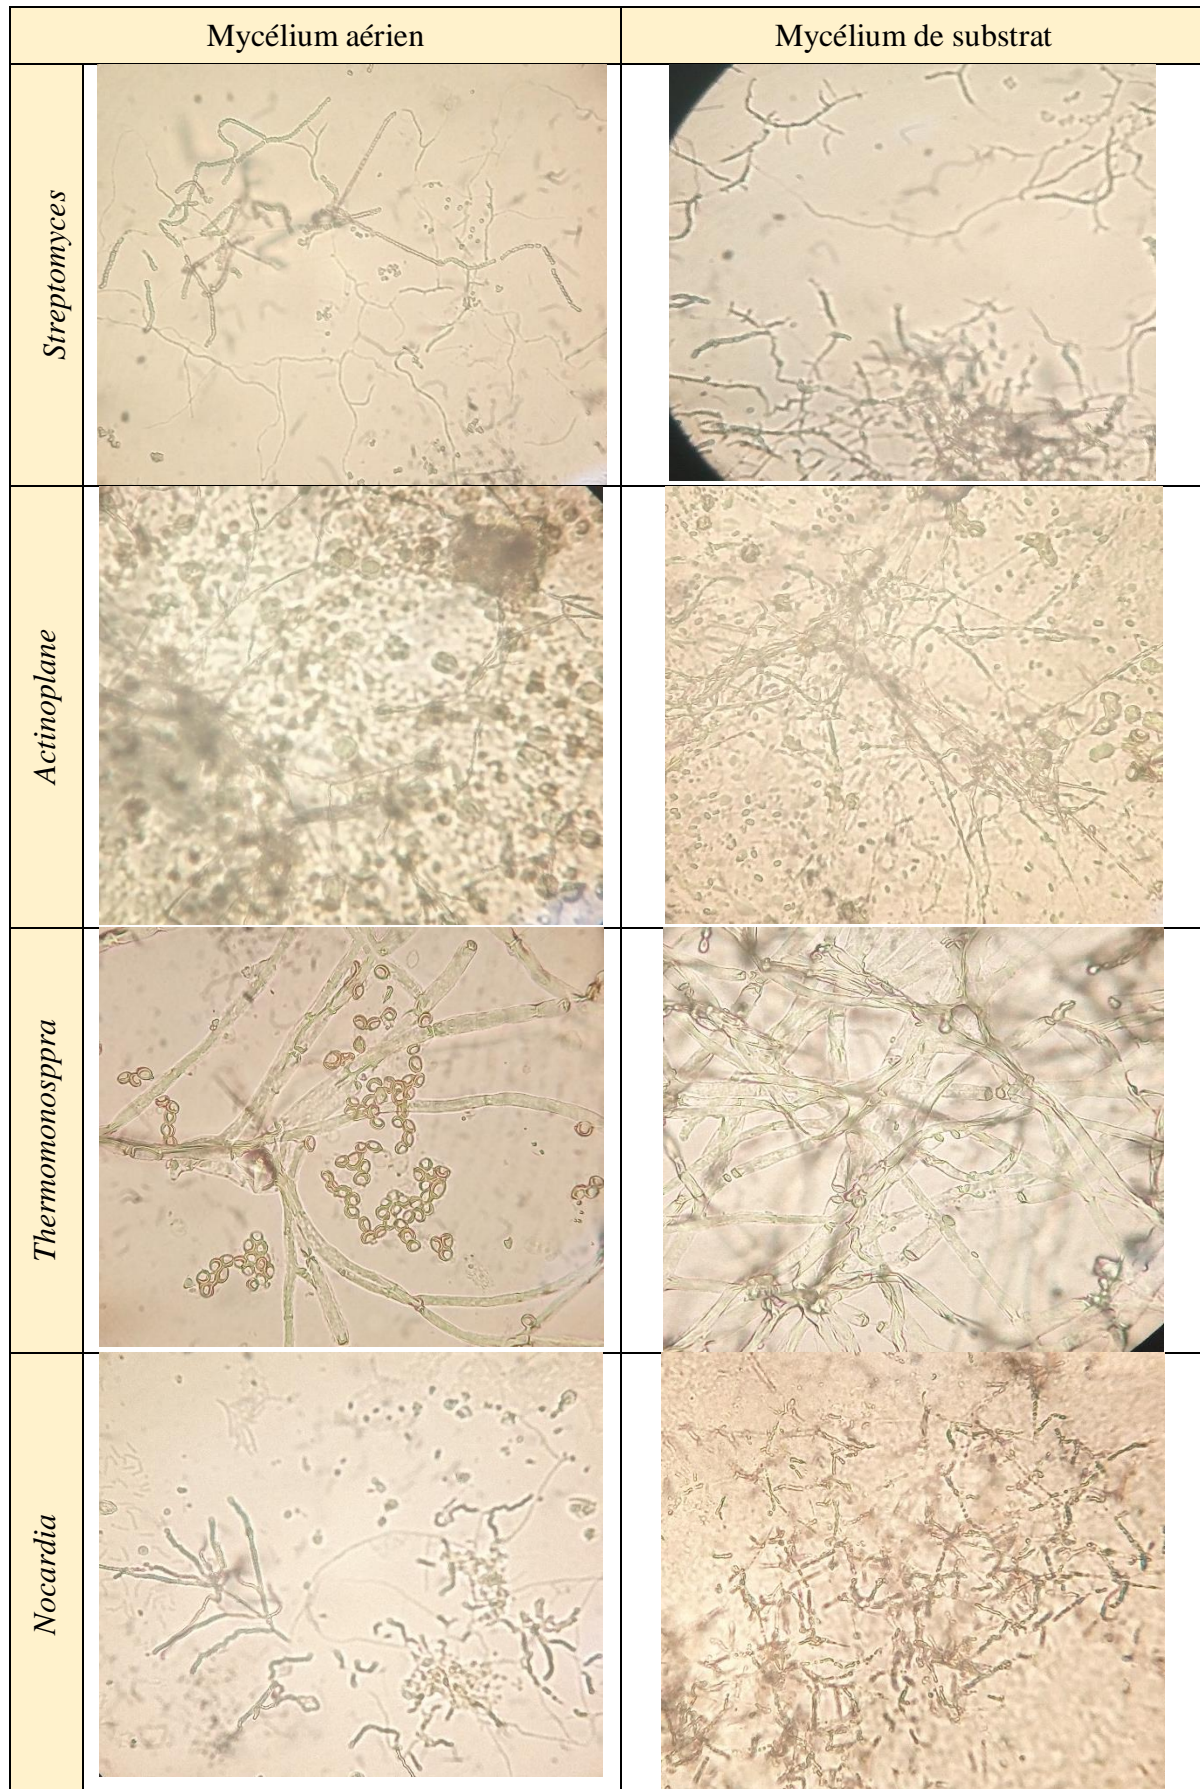 Mycélium aérien
Mycélium de substrat
Streptomyces
Actinoplane
Thermomonosppra
Nocardia